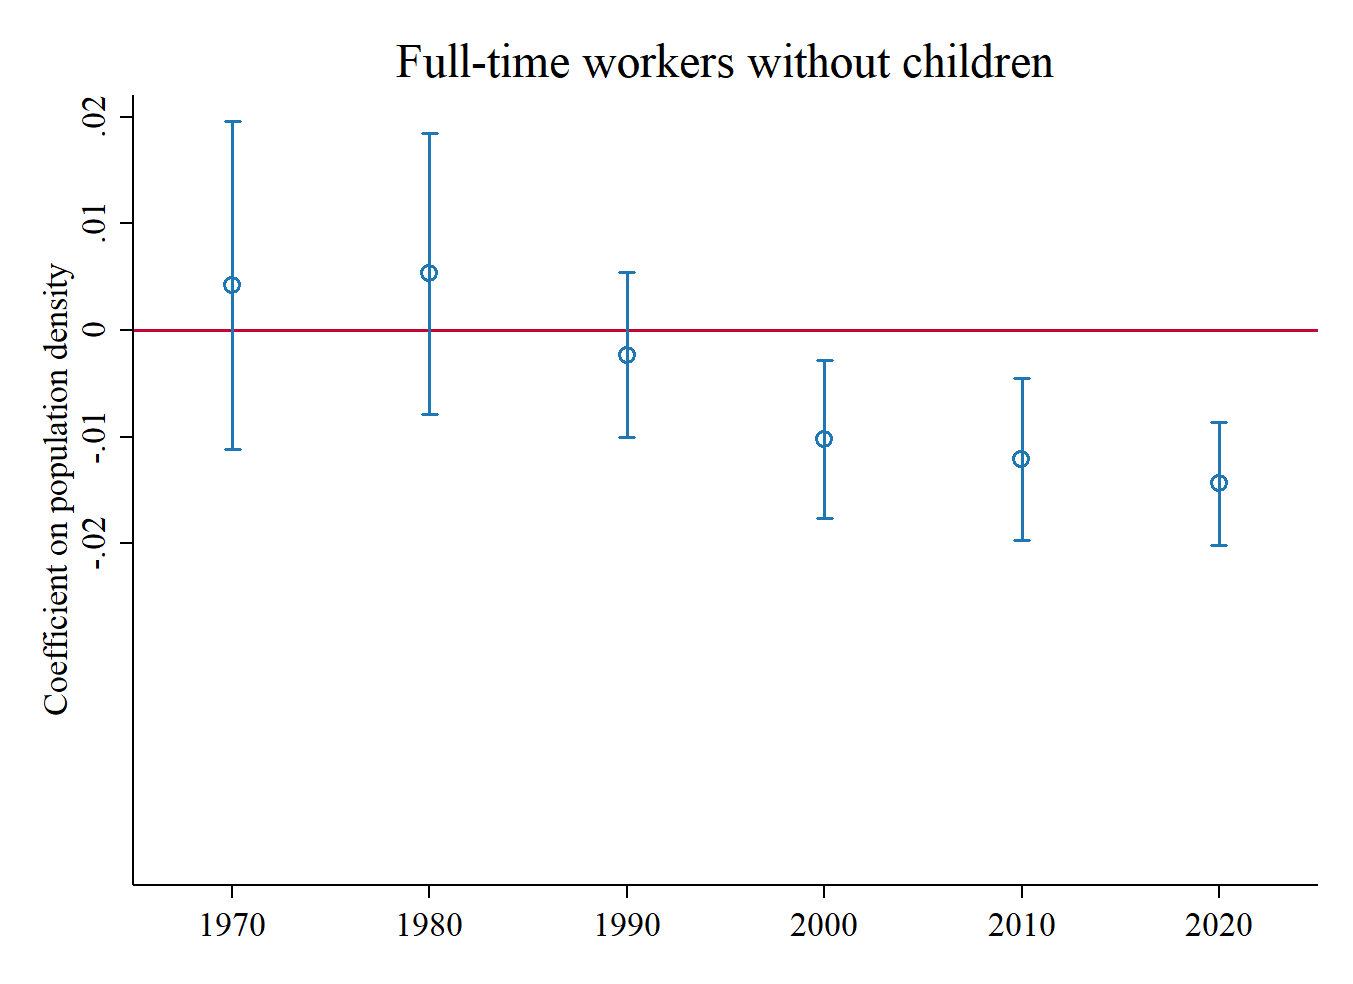 Full-time workers without children
Coefficient on population density
.02
.01
0
-.01
-.02
1970 1980 1990 2000 2010 2020